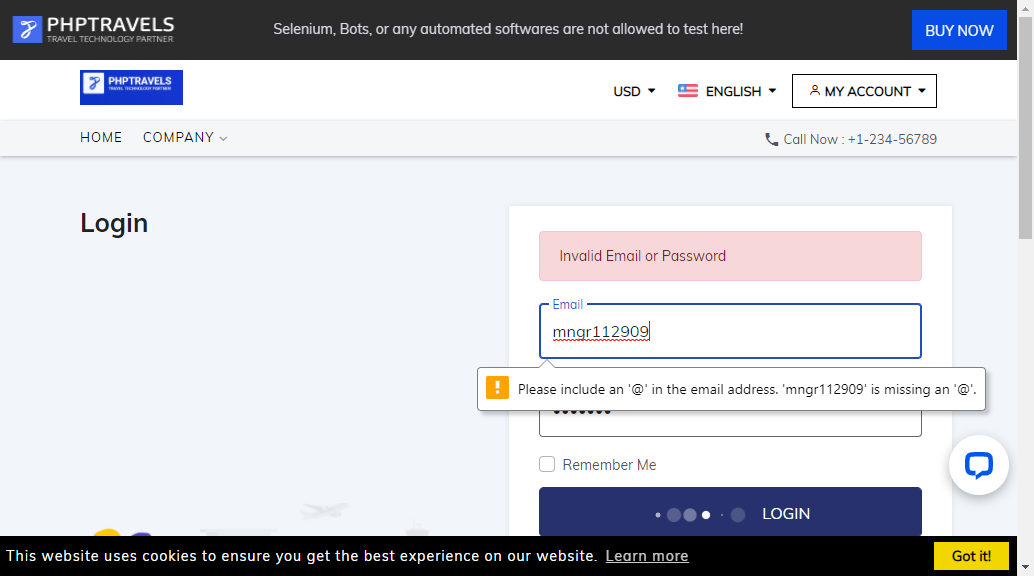 PHPTRAVELS
TRAVEL TECHNOLOGY PARTNER
Selenium, Bots, or any automated softwares are not allowed to test here!
BUY NOW
PHPTRAVELS
TRAVEL TECHNOLOGY PARTNER
USD
ENGLISH
MY ACCOUNT
HOME
COMPANY
Call Now : +1-234-56789
Login
Invalid Email or Password
Email
mngr112909
Please include an '@' in the email address. 'mngr112909' is missing an '@'.
Remember Me
LOGIN
This website uses cookies to ensure you get the best experience on our website. Learn more
Got it!